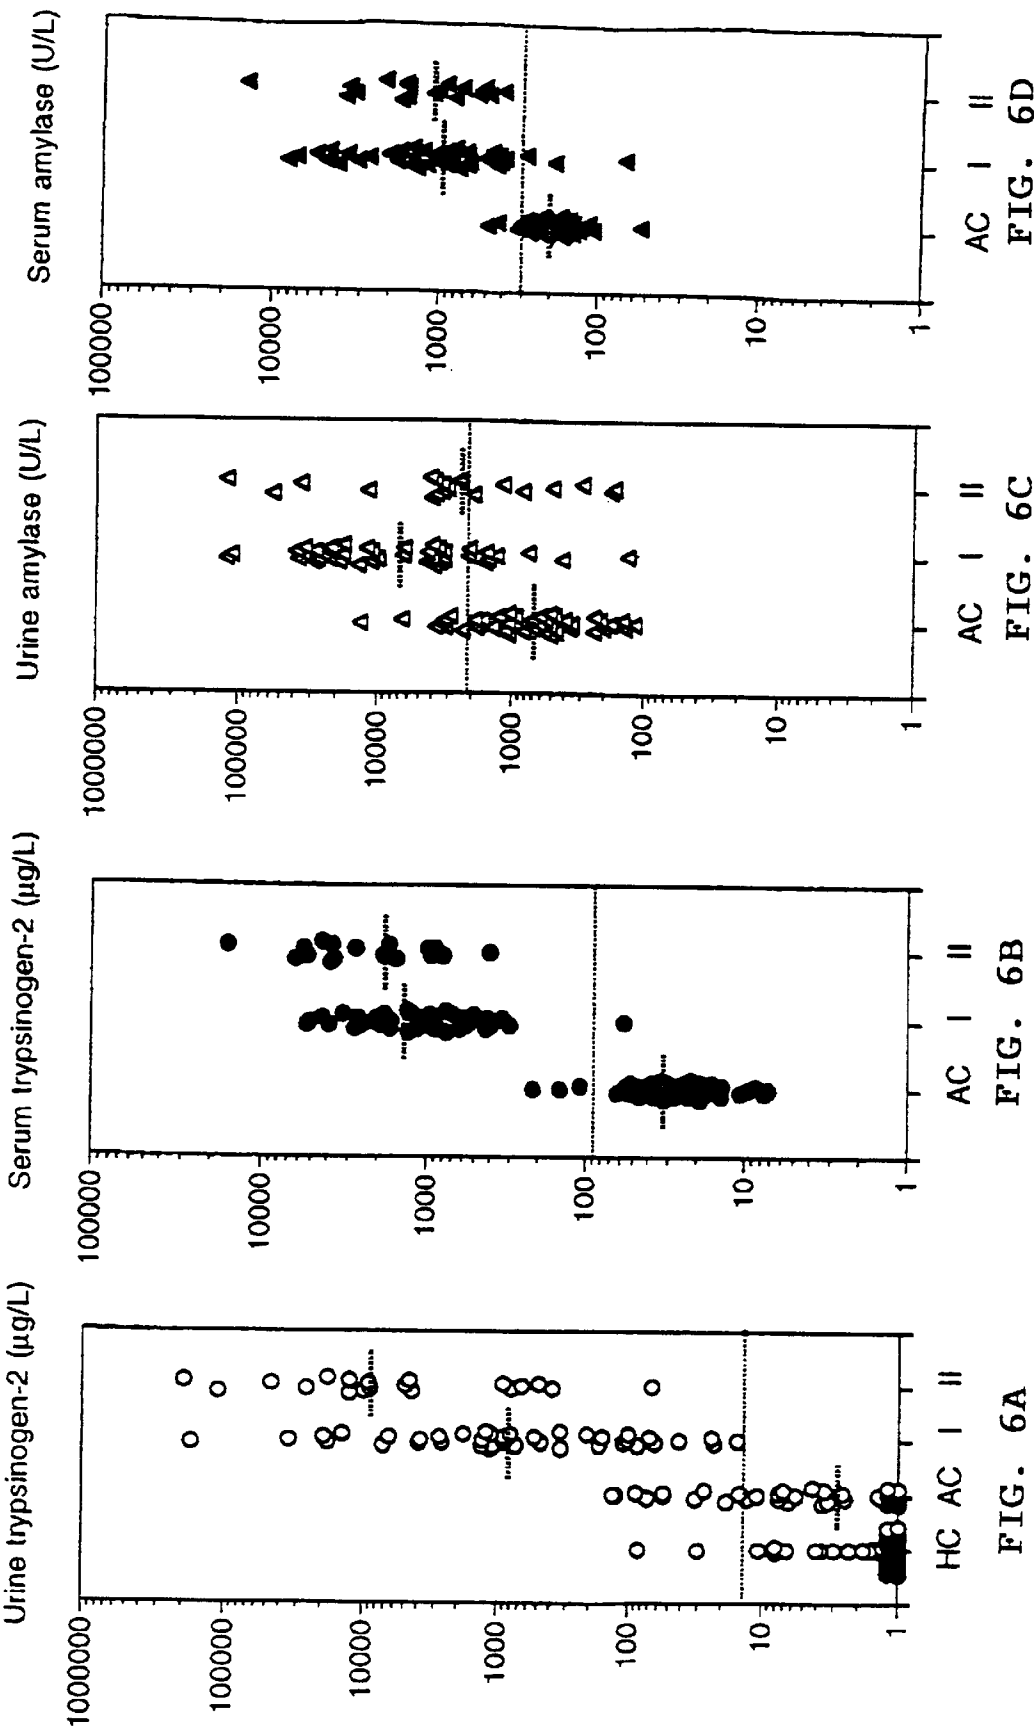 Urine trypsinogen-2 (µg/L)
1000000
100000
10000
1000
100
10
1
HC AC I II
FIG. 6A
Serum trypsinogen-2 (µg/L)
100000
10000
1000
100
10
1
AC I II
FIG. 6B
Urine amylase (U/L)
1000000
100000
10000
1000
100
10
1
AC I II
FIG. 6C
Serum amylase (U/L)
100000
10000
1000
100
10
1
AC I II
FIG. 6D